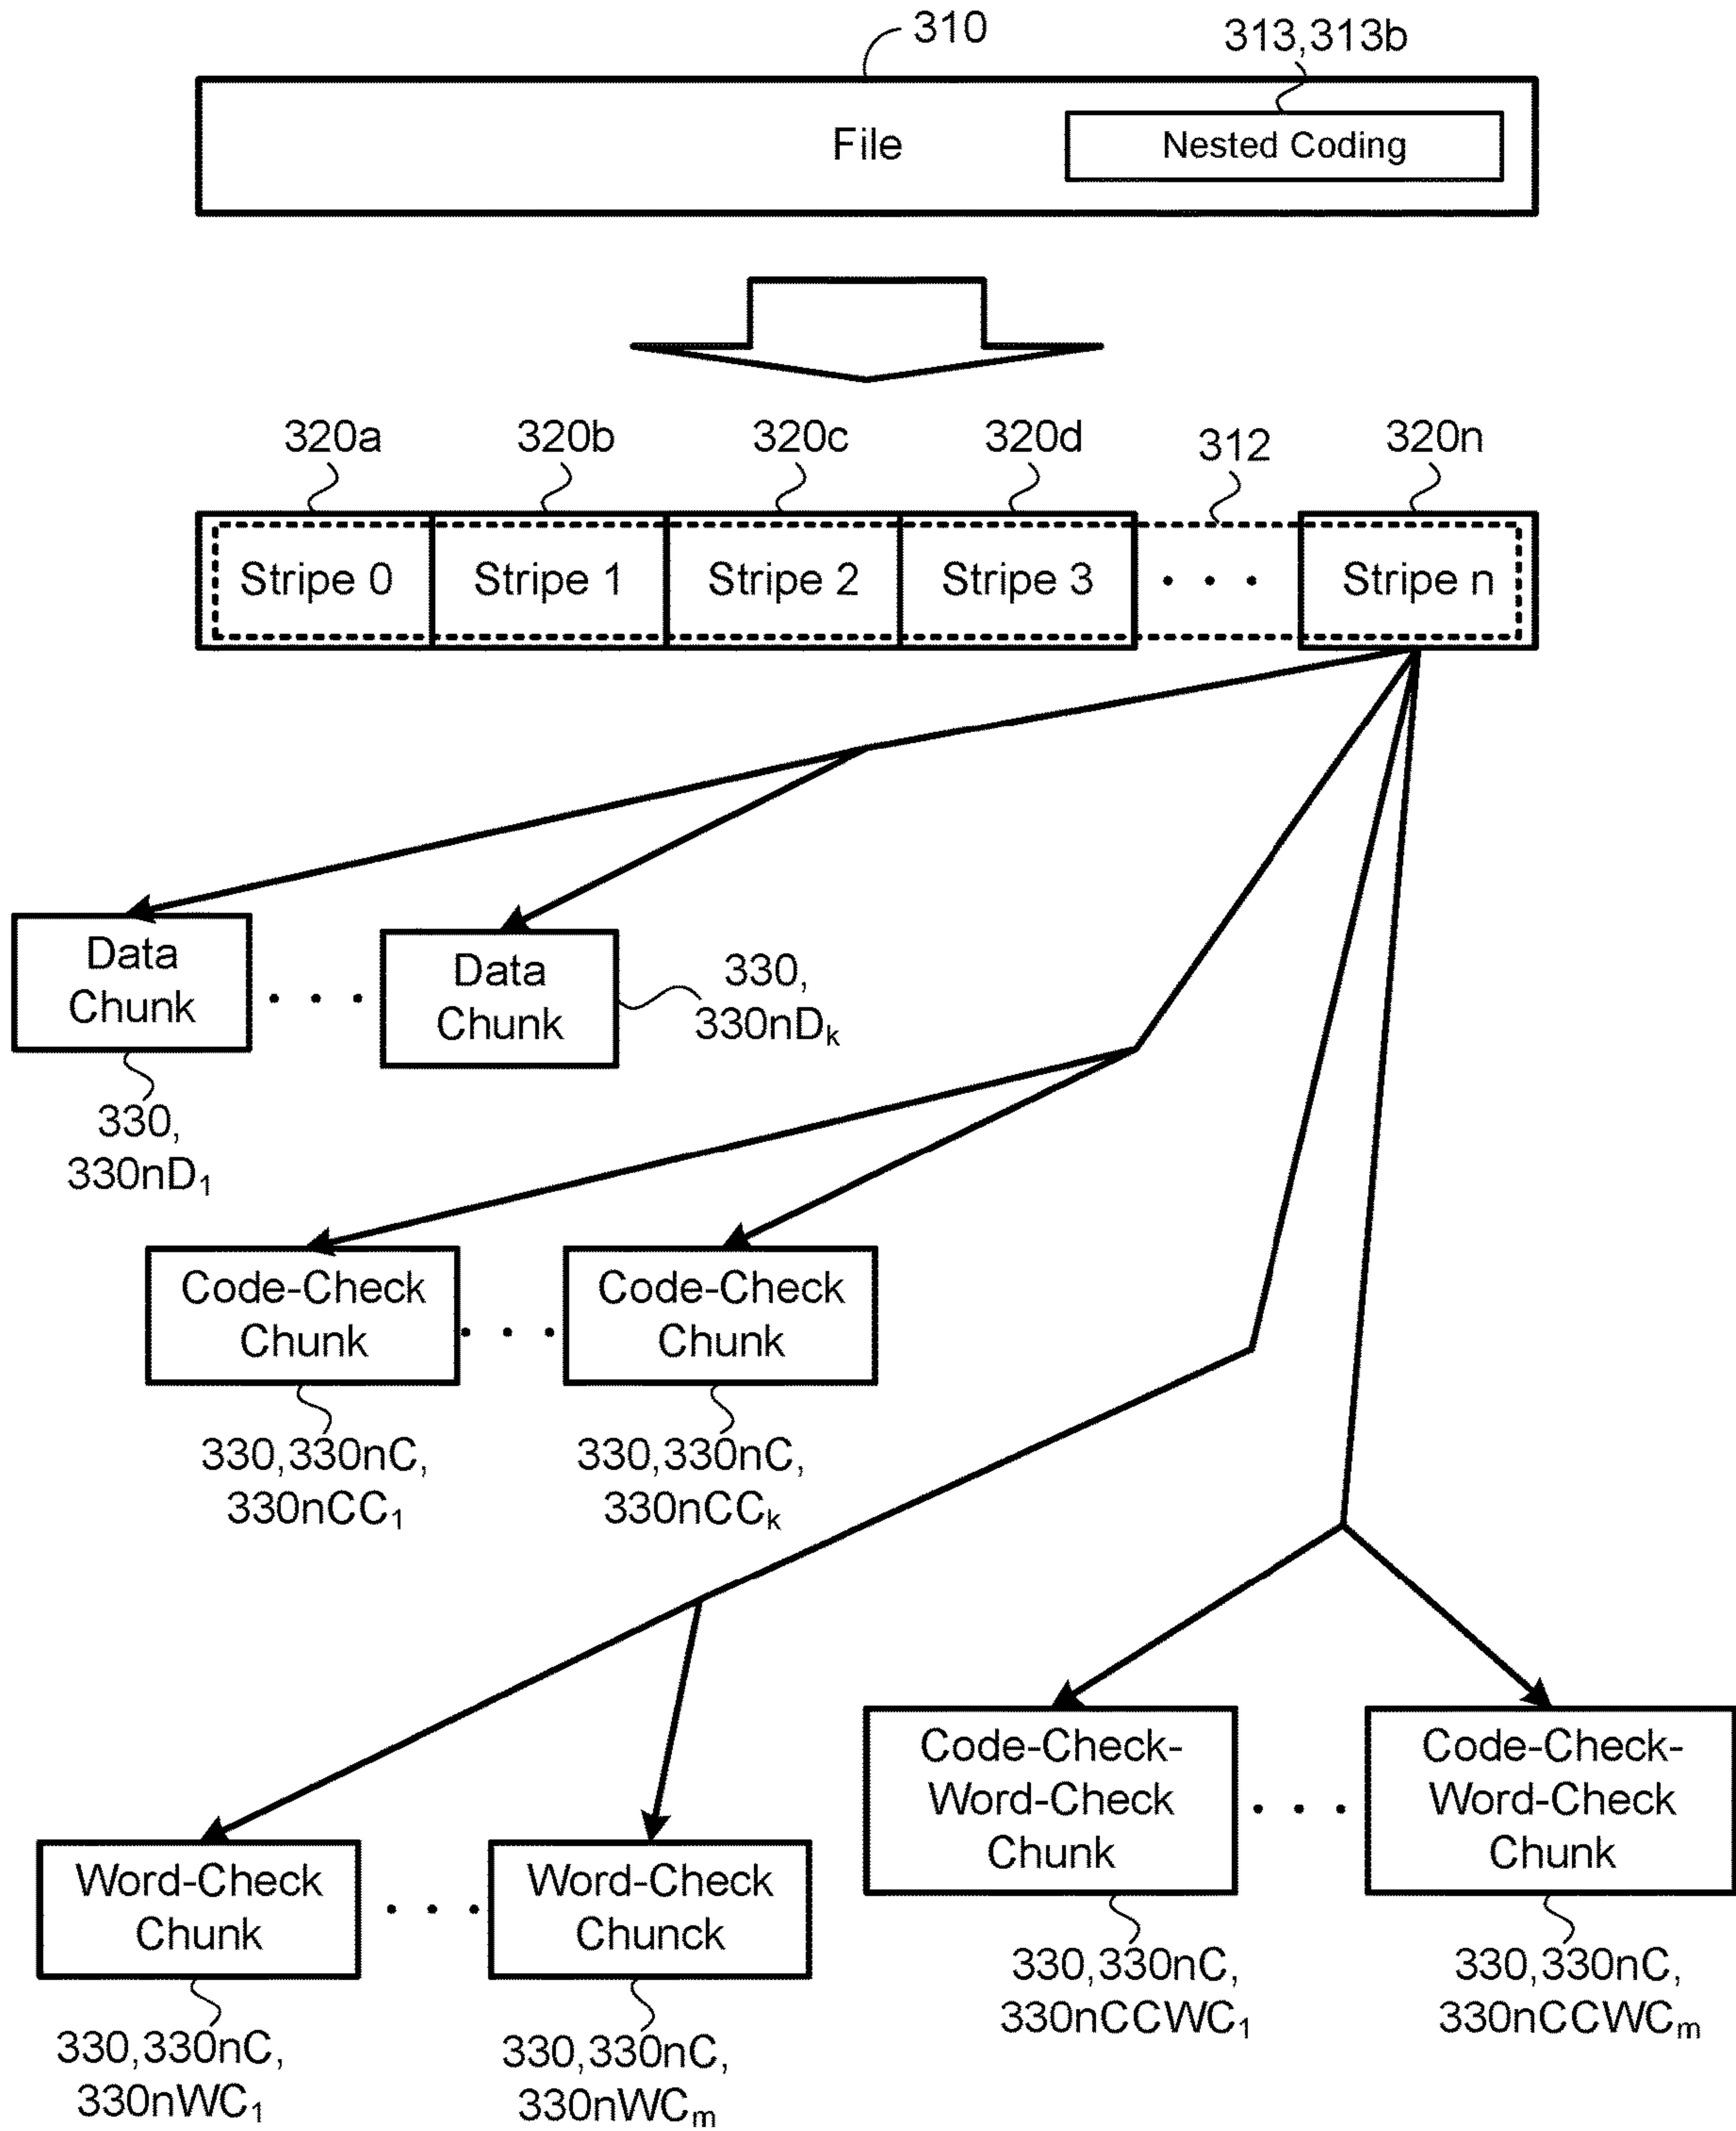 310
313,313b
File
Nested Coding
320a
320b
320c
320d
312
320n
Stripe 0
Stripe 1
Stripe 2
Stripe 3
. . .
Stripe n
Data
Chunk
. . .
Data
Chunk
330,
330nDk
330,
330nD1
Code-Check
Chunk
. . .
Code-Check
Chunk
330,330nC,
330nCC1
330,330nC,
330nCCk
Word-Check
Chunk
. . .
Word-Check
Chunck
Code-Check-
Word-Check
Chunk
. . .
Code-Check-
Word-Check
Chunk
330,330nC,
330nWC1
330,330nC,
330nWCm
330,330nC,
330nCCWC1
330,330nC,
330nCCWCm